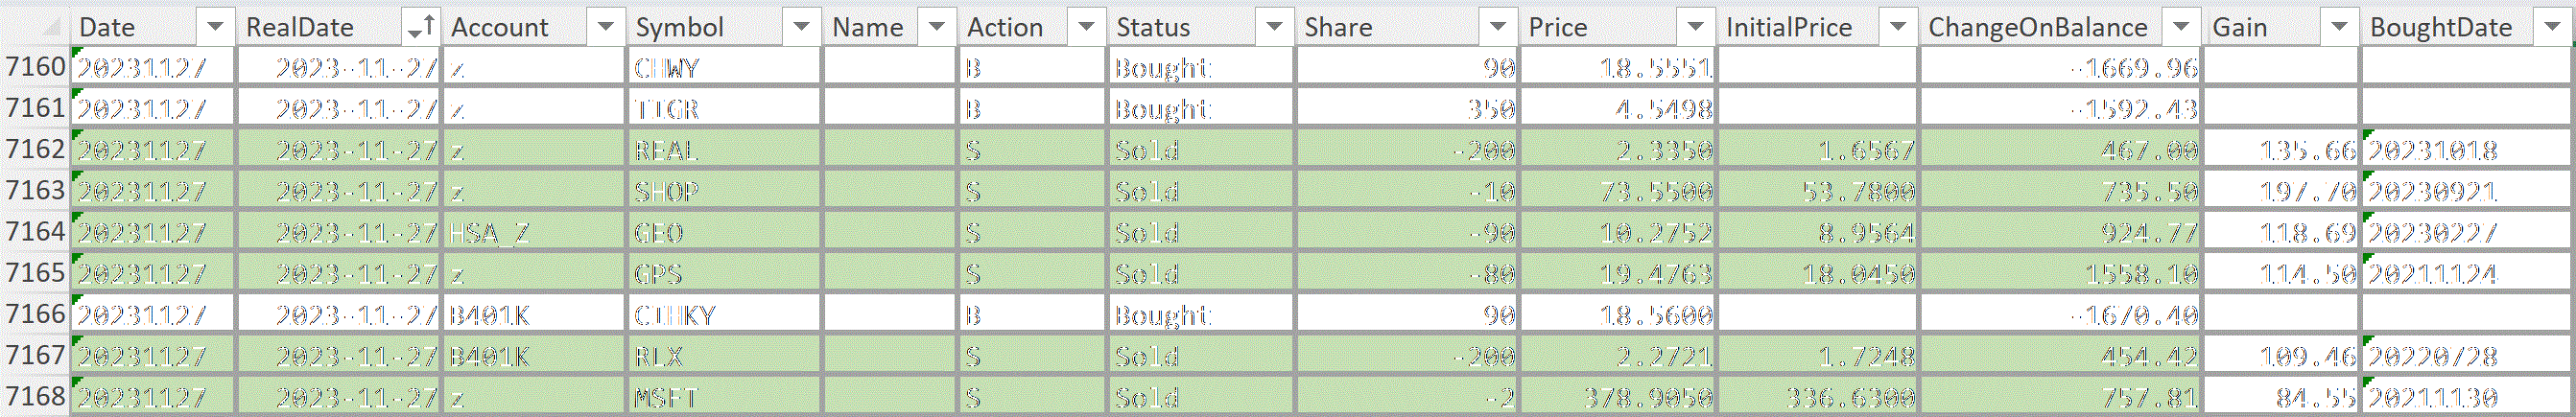 Date RealDate Account Symbol Name Action Status Share Price InitialPrice ChangeOnBalance Gain BoughtDate
7160 20231127 2023-11-27 z CHWY B Bought 90 18.5551 -1669.96
7161 20231127 2023-11-27 z TIGR B Bought 350 4.5498 -1592.43
7162 20231127 2023-11-27 z REAL S Sold -200 2.3350 1.6567 467.00 135.66 20231018
7163 20231127 2023-11-27 z SHOP S Sold -10 73.5500 53.7800 735.50 197.70 20230921
7164 20231127 2023-11-27 HSA_Z GEO S Sold -90 10.2752 8.9564 924.77 118.69 20230227
7165 20231127 2023-11-27 z GPS S Sold -80 19.4763 18.0450 1558.10 114.50 20211124
7166 20231127 2023-11-27 B401K CIHKY B Bought 90 18.5600 -1670.40
7167 20231127 2023-11-27 B401K RLX S Sold -200 2.2721 1.7248 454.42 109.46 20220728
7168 20231127 2023-11-27 z MSFT S Sold -2 378.9050 336.6300 757.81 84.55 20211130